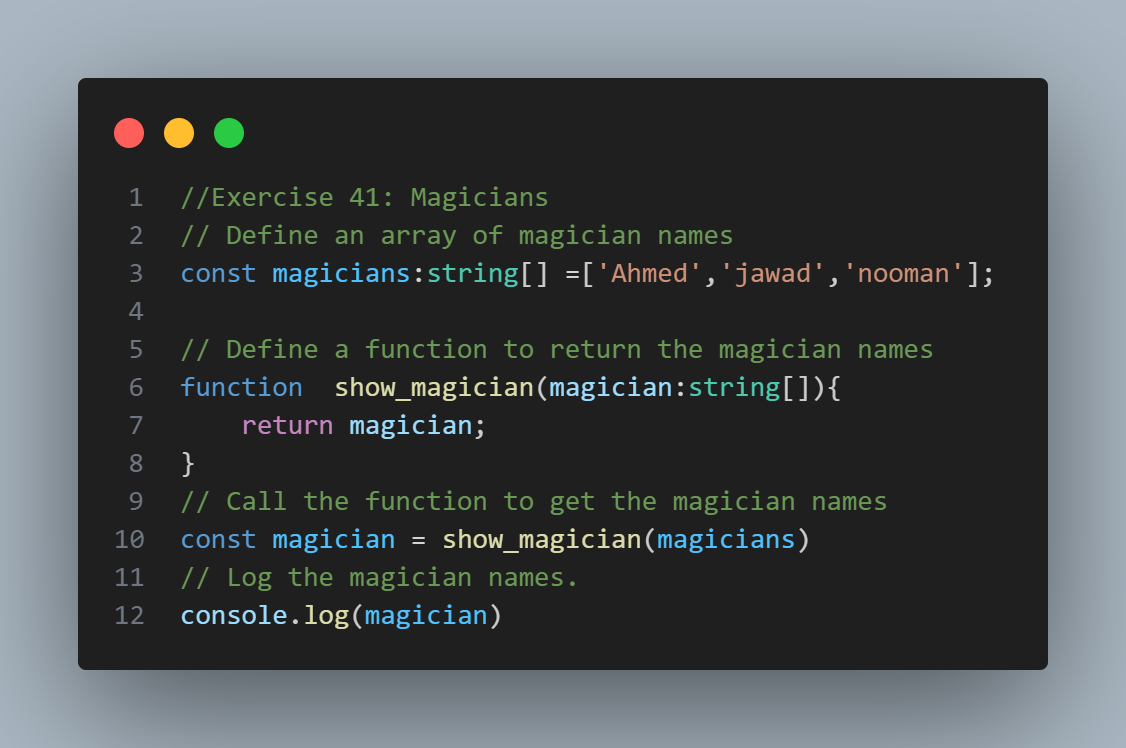 1 //Exercise 41: Magicians
2 // Define an array of magician names
3 const magicians:string[] =['Ahmed','jawad','nooman'];
4
5 // Define a function to return the magician names
6 function  show_magician(magician:string[]){
7     return magician;
8 }
9 // Call the function to get the magician names
10 const magician = show_magician(magicians)
11 // Log the magician names.
12 console.log(magician)